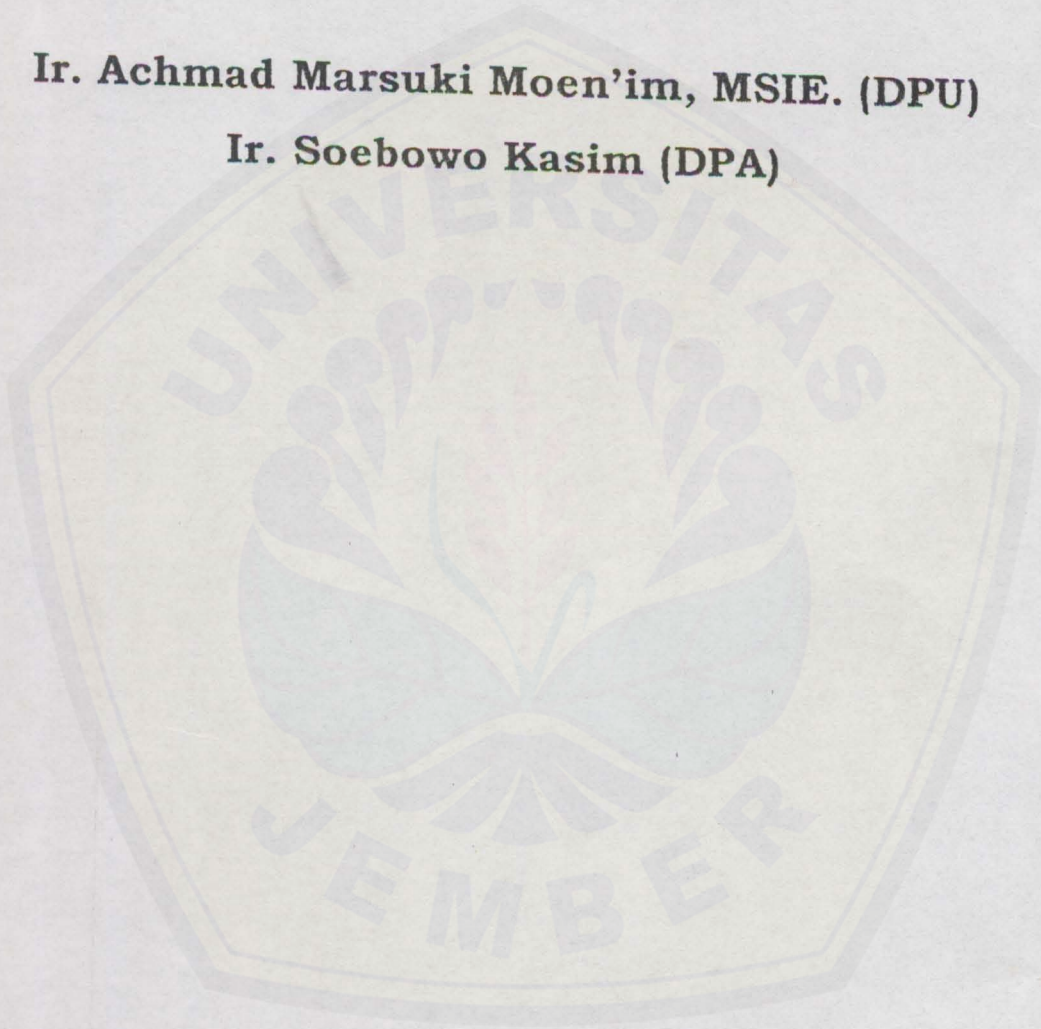 Ir. Achmad Marsuki Moen'im, MSIE. (DPU)
Ir. Soebowo Kasim (DPA)
UNIVERSITAS
JEMBER